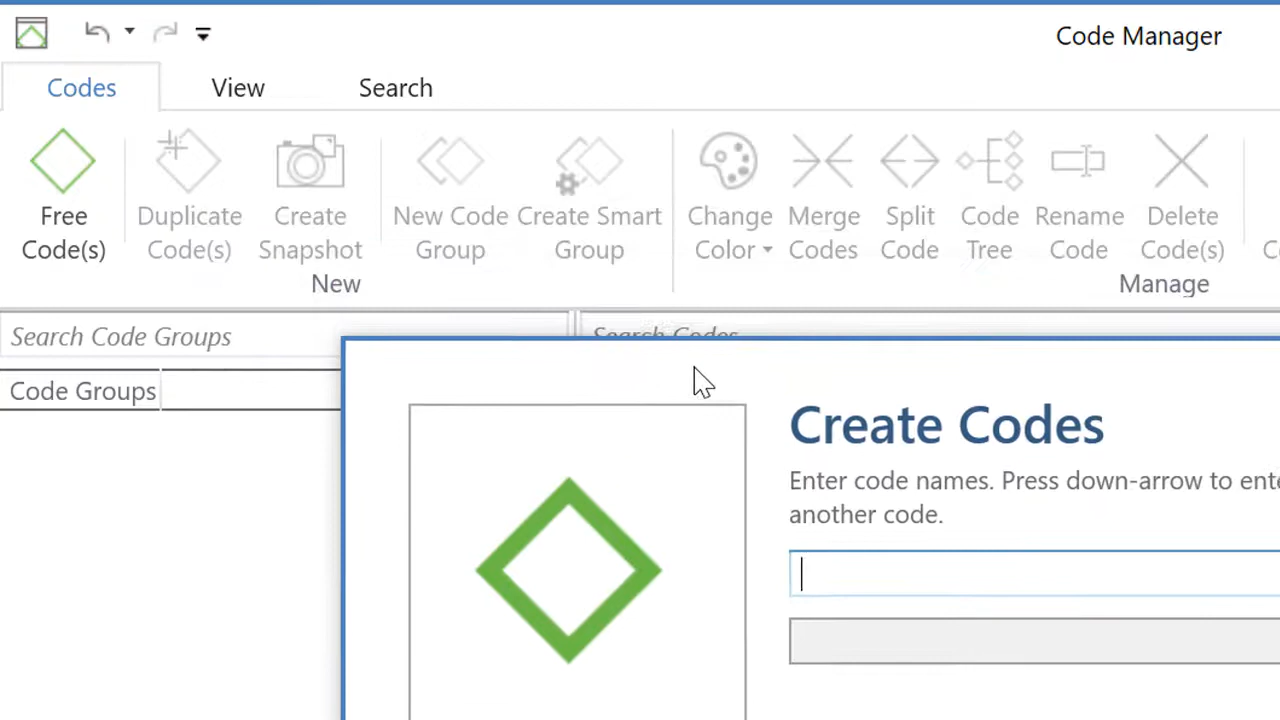 Code Manager
Codes View Search
Free Code(s)
Duplicate Code(s)
Create Snapshot
New Code Group
Create Smart Group
Change Color
Merge Codes
Split Code
Code Tree
Rename Code
Delete Code(s)
New
Manage
Search Code Groups
Search Codes
Code Groups
Create Codes
Enter code names. Press down-arrow to
another code.